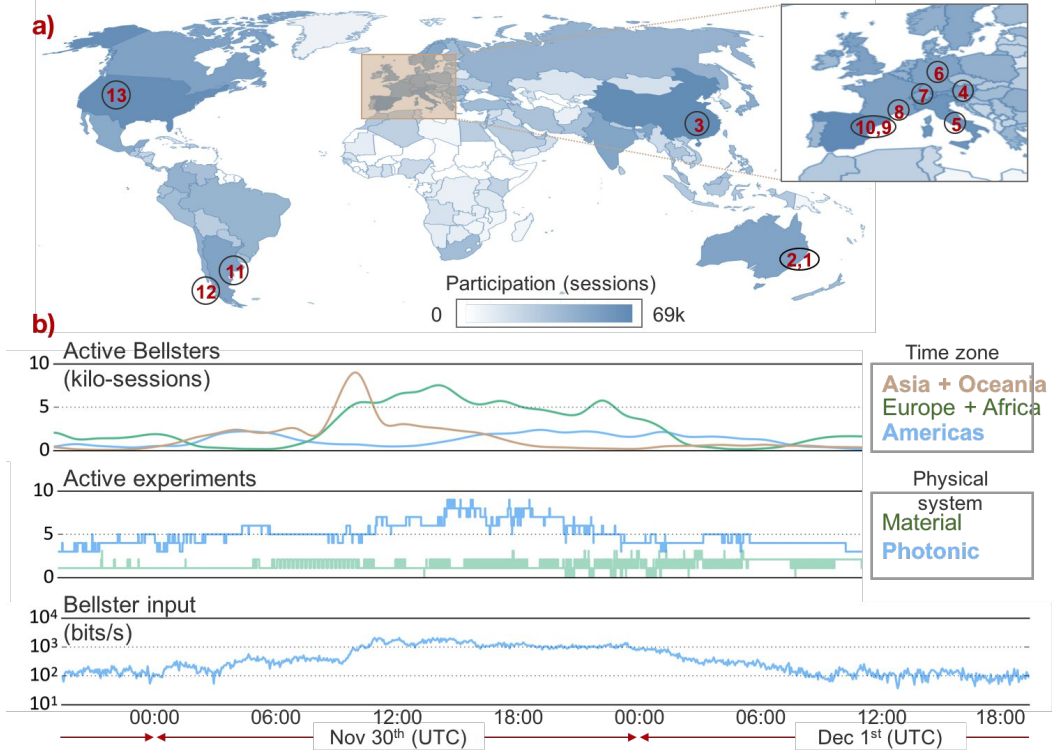 a)
13
3
6
7
4
8
10,9
5
11
12
2,1
Participation (sessions)
0
69k
b)
Active Bellsters
(kilo-sessions)
10
5
0
Time zone
Asia + Oceania
Europe + Africa
Americas
Active experiments
10
5
0
Physical
system
Material
Photonic
Bellster input
(bits/s)
10⁴
10³
10²
10¹
00:00 06:00 12:00 18:00 00:00 06:00 12:00 18:00
Nov 30ᵗʰ (UTC) Dec 1ˢᵗ (UTC)